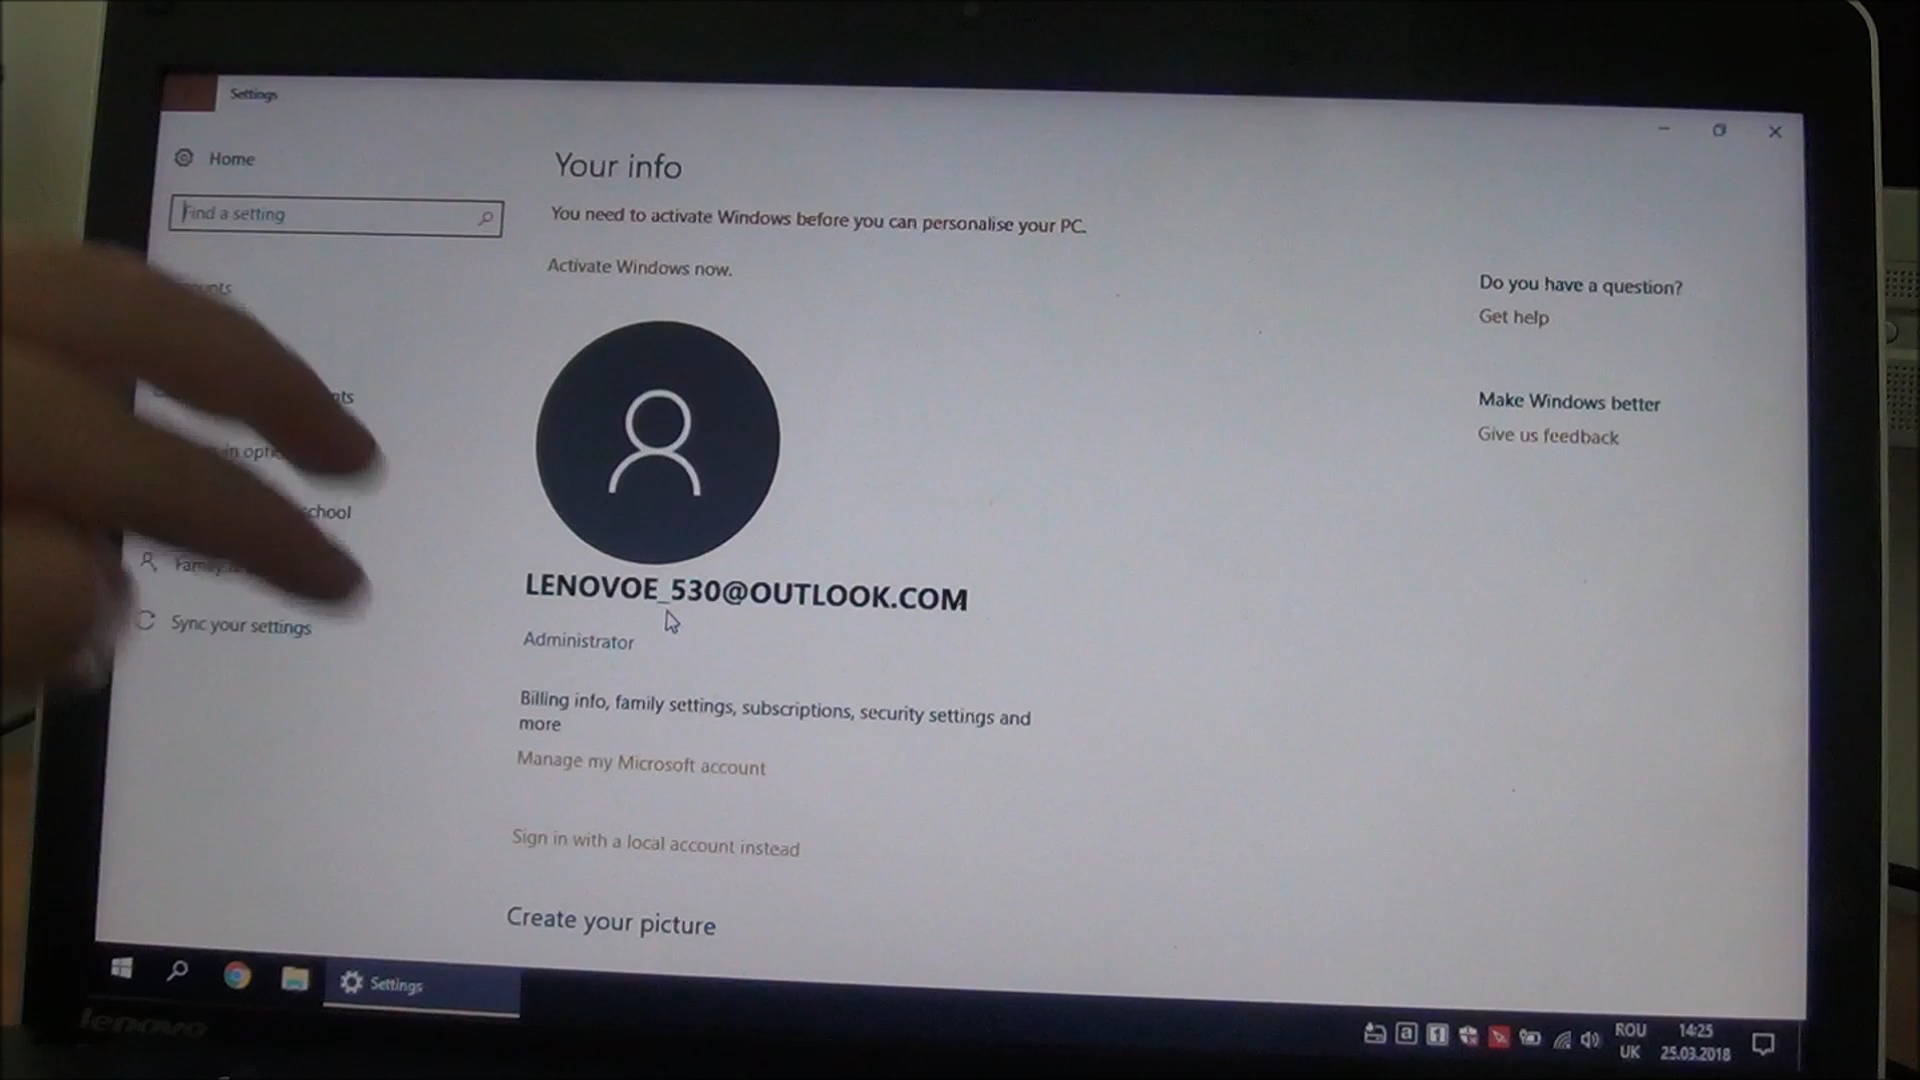 Settings
Home
Find a setting
Your info
You need to activate Windows before you can personalise your PC.
Activate Windows now.
Do you have a question?
Get help
Make Windows better
Give us feedback
LENOVOE_530@OUTLOOK.COM
Administrator
Sync your settings
Billing info, family settings, subscriptions, security settings and
more
Manage my Microsoft account
Sign in with a local account instead
Create your picture
Settings
ROU
UK
14:25
25.03.2018
lenovo